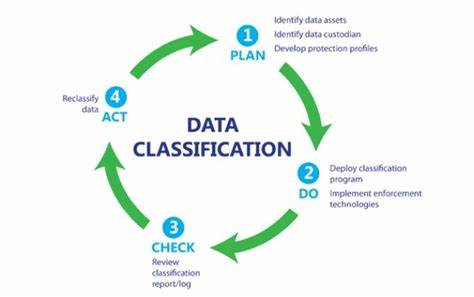 1
PLAN
Identify data assets
Identify data custodian
Develop protection profiles
2
DO
Deploy classification
program
Implement enforcement
technologies
3
CHECK
Review
classification
report/log
4
ACT
Reclassify
data
DATA
CLASSIFICATION